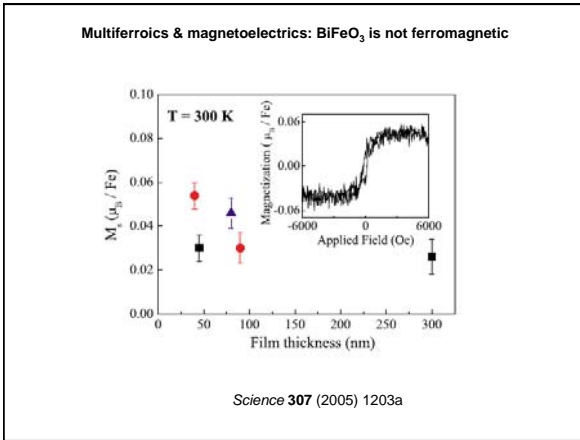 Multiferroics & magnetoelectrics: BiFeO3 is not ferromagnetic
0.10
0.08
0.06
0.04
0.02
0.00
Ms (μB / Fe)
T = 300 K
0.06
0.00
-0.06
Magnetization (μB / Fe)
-6000 0 6000
Applied Field (Oe)
50 100 150 200 250 300
Film thickness (nm)
Science 307 (2005) 1203a